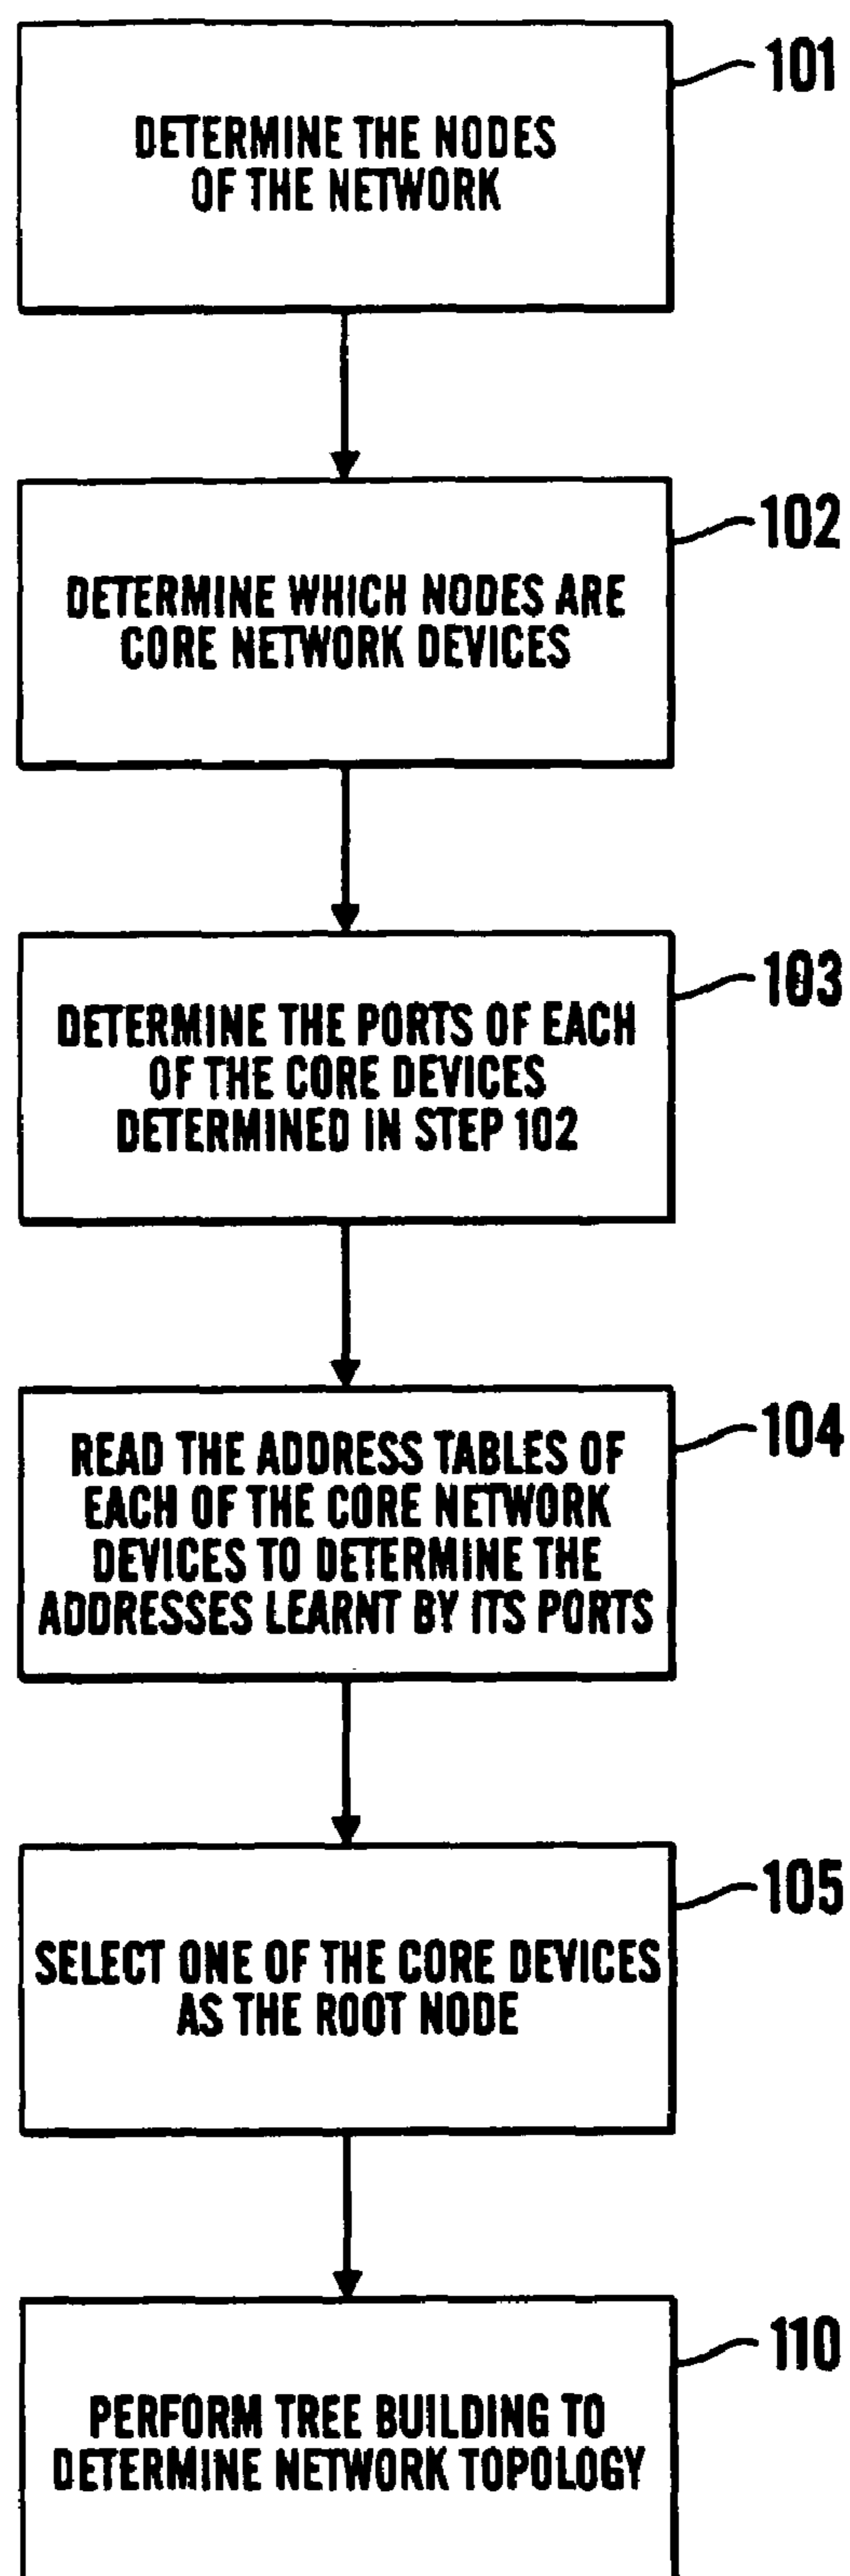 101
DETERMINE THE NODES
OF THE NETWORK
102
DETERMINE WHICH NODES ARE
CORE NETWORK DEVICES
103
DETERMINE THE PORTS OF EACH
OF THE CORE DEVICES
DETERMINED IN STEP 102
104
READ THE ADDRESS TABLES OF
EACH OF THE CORE NETWORK
DEVICES TO DETERMINE THE
ADDRESSES LEARNT BY ITS PORTS
105
SELECT ONE OF THE CORE DEVICES
AS THE ROOT NODE
110
PERFORM TREE BUILDING TO
DETERMINE NETWORK TOPOLOGY